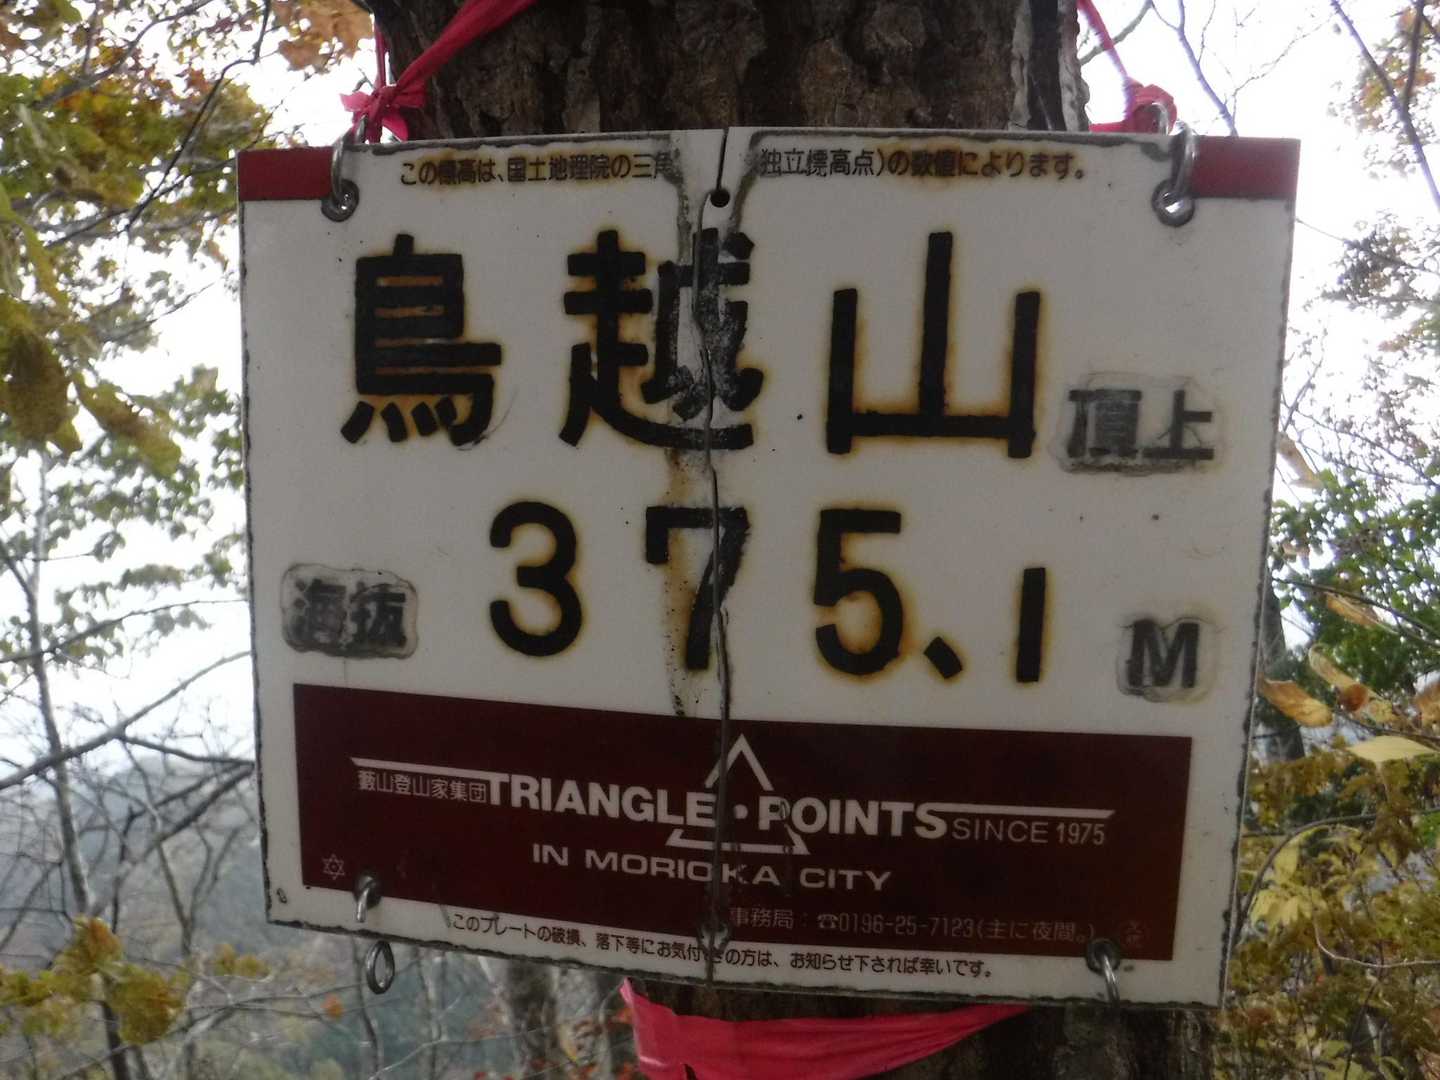 この標高は、国土地理院の三角 独立標高点)の数値によります。
鳥越山 頂上
海抜 375.1 M
藪山登山家集団 TRIANGLE・POINTS SINCE 1975
IN MORIOKA CITY
事務局:☎0196-25-7123(主に夜間。)
このプレートの破損、落下等にお気付きの方は、お知らせ下されば幸いです。